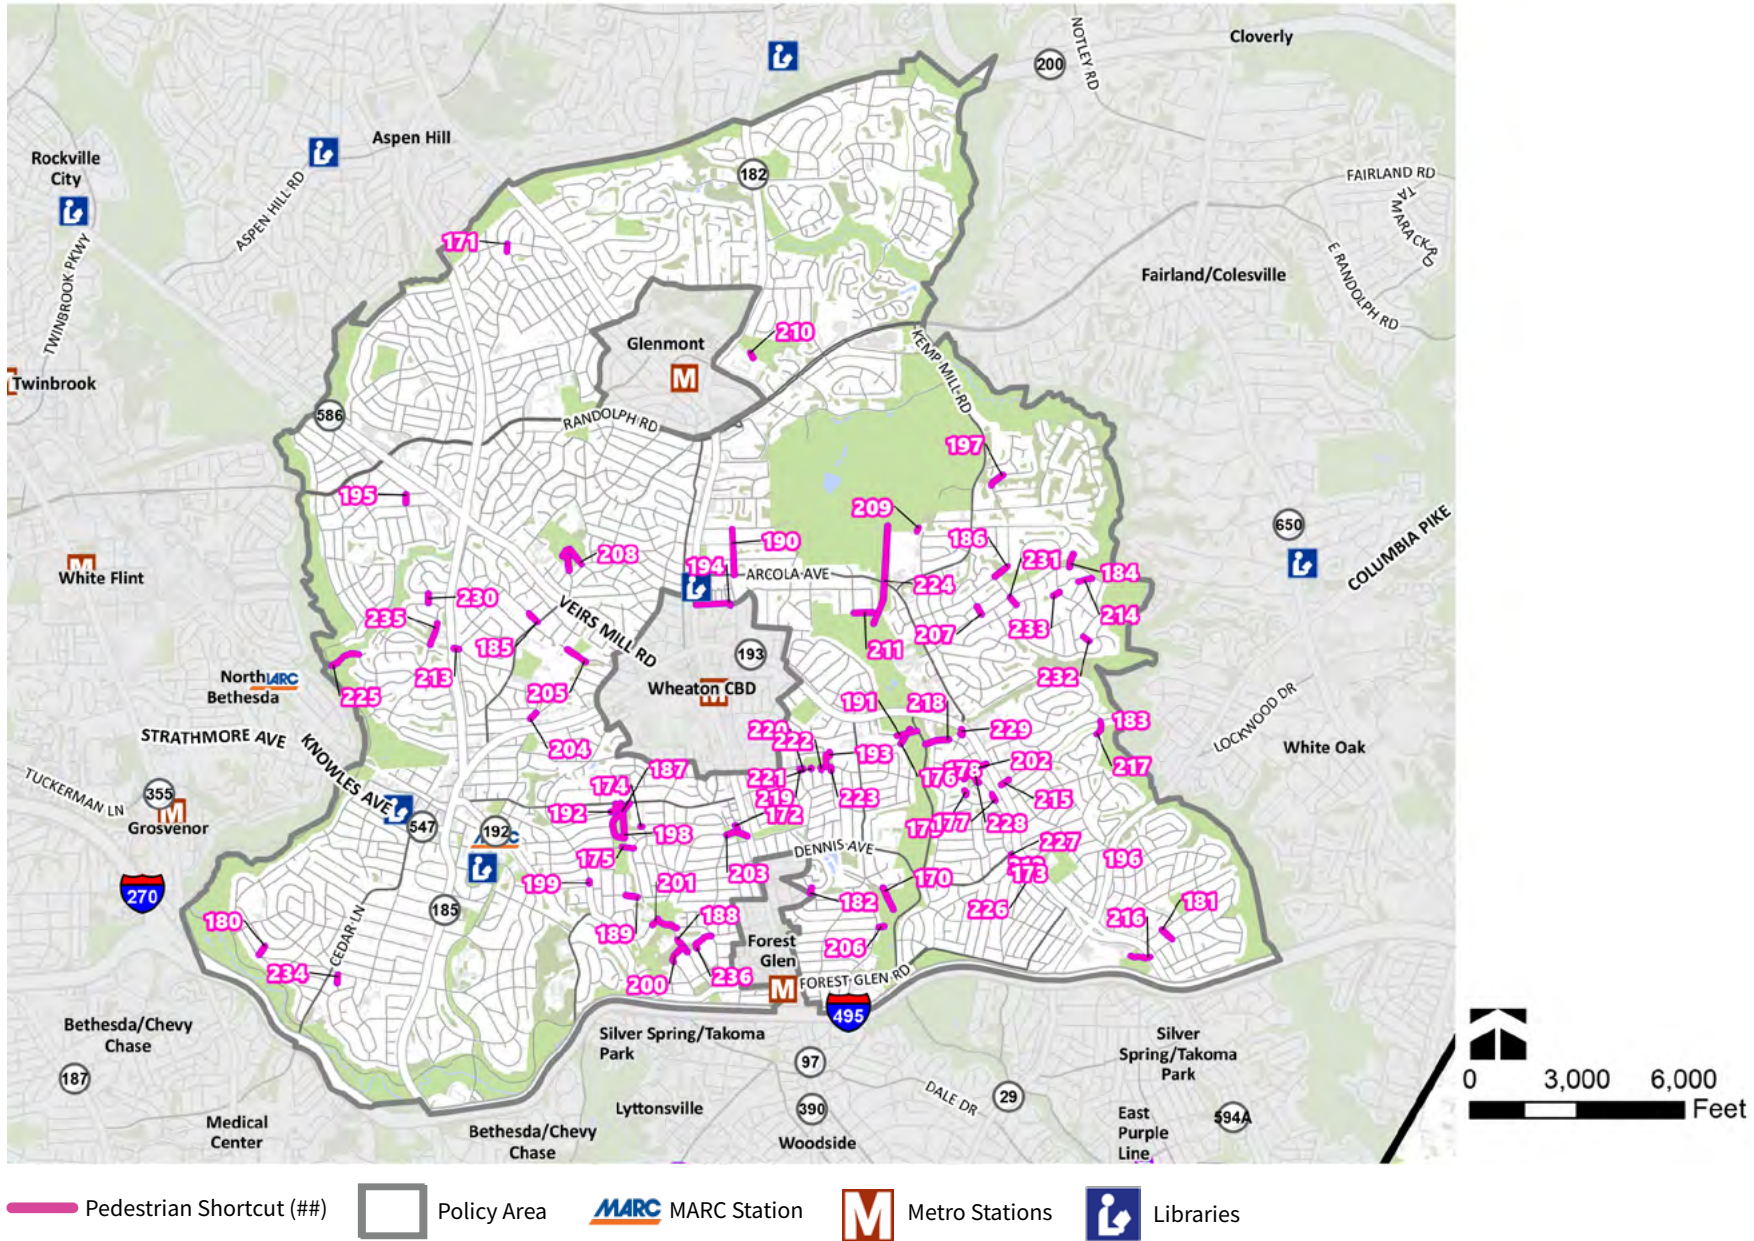 Cloverly
NOTLEY RD
200
Aspen Hill
Rockville
City
ASPEN HILL RD
182
FAIRLAND RD
TAMARACK RD
171
TWINBROOK PKWY
E RANDOLPH RD
Fairland/Colesville
210
Glenmont
M
KEMP MILL RD
Twinbrook
586
RANDOLPH RD
197
195
209
190
186
231
650
COLUMBIA PIKE
208
194
ARCOLA AVE
184
M
White Flint
224
230
VEIRS MILL RD
214
235
185
207
233
211
193
213
232
North
Bethesda
MARC
225
205
Wheaton CBD
M
191
218
LOCKWOOD DR
183
STRATHMORE AVE
KNOWLES AVE
204
220
222
193
229
White Oak
TUCKERMAN LN
187
221
176
178
202
217
355
M
174
219
223
215
Grosvenor
192
172
547
192
MARC
198
177
228
175
DENNIS AVE
227
196
203
173
270
199
201
170
182
226
180
185
188
216
181
189
206
CEDAR LN
Forest
Glen
234
200
236
M
FOREST GLEN RD
495
Bethesda/Chevy
Chase
Silver Spring/Takoma
Park
Silver
Spring/Takoma
Park
97
187
DALE DR
29
0 3,000 6,000
Feet
Lyttonsville
390
594A
Medical
Center
Bethesda/Chevy
Chase
Woodside
East
Purple
Line
Pedestrian Shortcut (##)
Policy Area
MARC MARC Station
M Metro Stations
Libraries